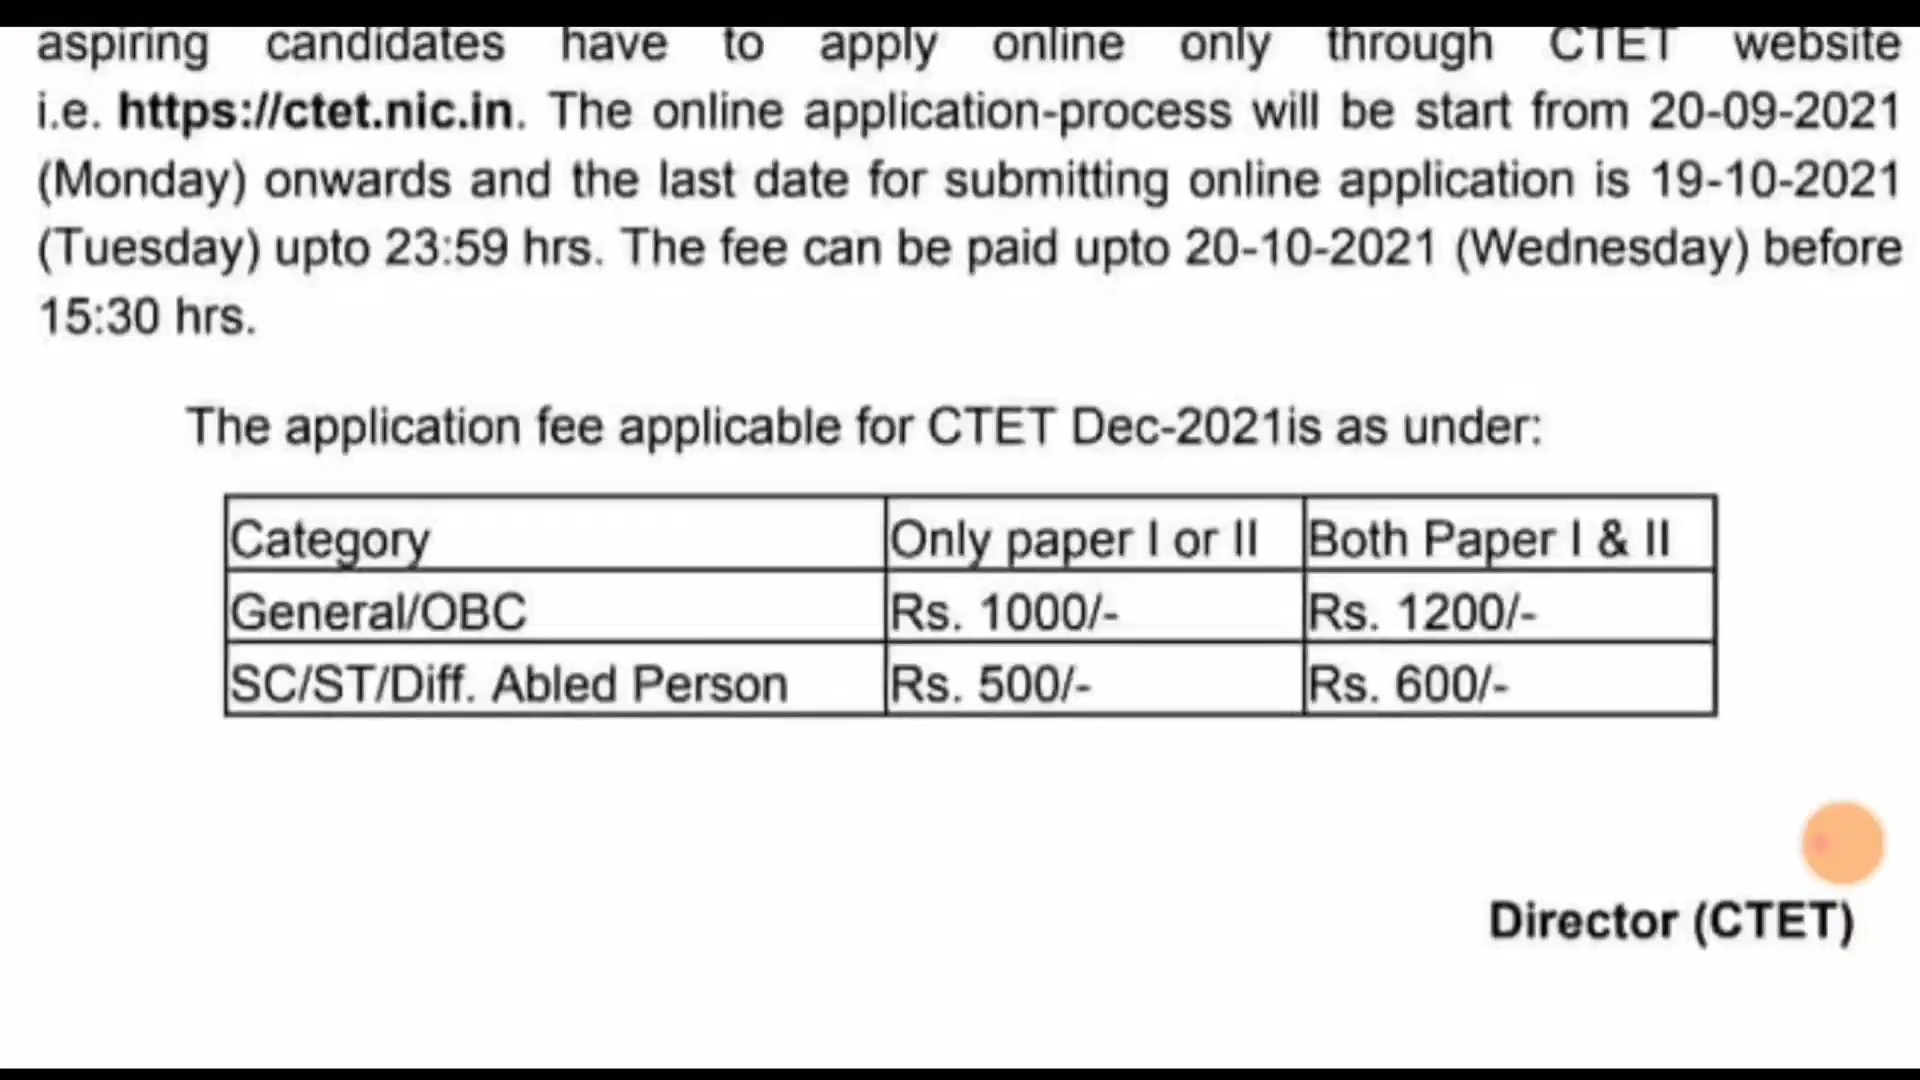 aspiring candidates have to apply online only through CTET website
i.e. https://ctet.nic.in. The online application-process will be start from 20-09-2021
(Monday) onwards and the last date for submitting online application is 19-10-2021
(Tuesday) upto 23:59 hrs. The fee can be paid upto 20-10-2021 (Wednesday) before
15:30 hrs.
The application fee applicable for CTET Dec-2021is as under:
Category Only paper I or II Both Paper I & II
General/OBC Rs. 1000/- Rs. 1200/-
SC/ST/Diff. Abled Person Rs. 500/- Rs. 600/-
Director (CTET)